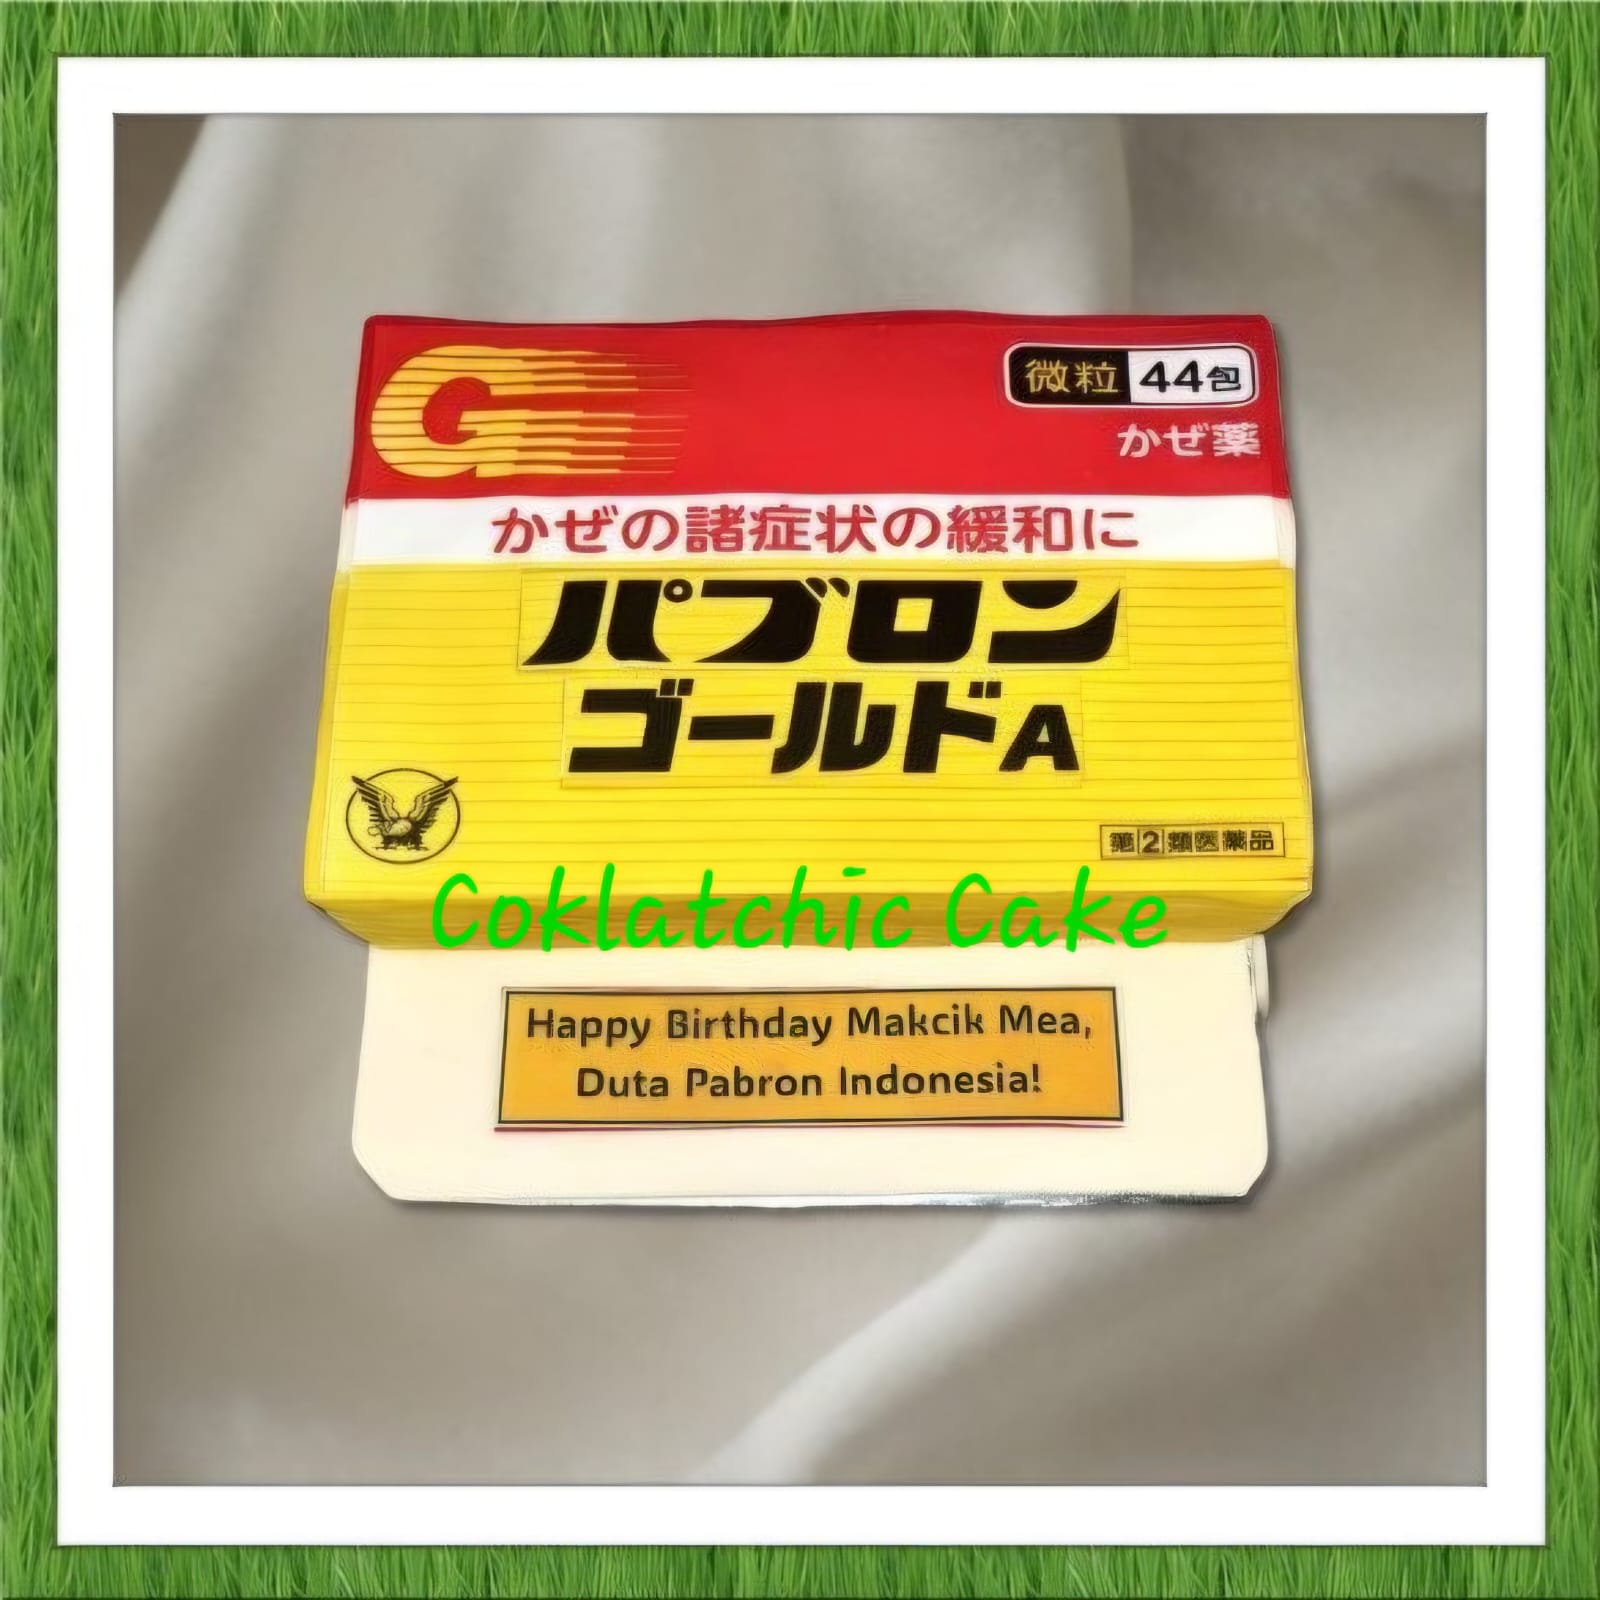 G
微粒 44包
かぜ薬
かぜの諸症状の緩和に
パブロン
ゴールドA
第2類医薬品
Coklatchic Cake
Happy Birthday Makcik Mea,
Duta Pabron Indonesia!